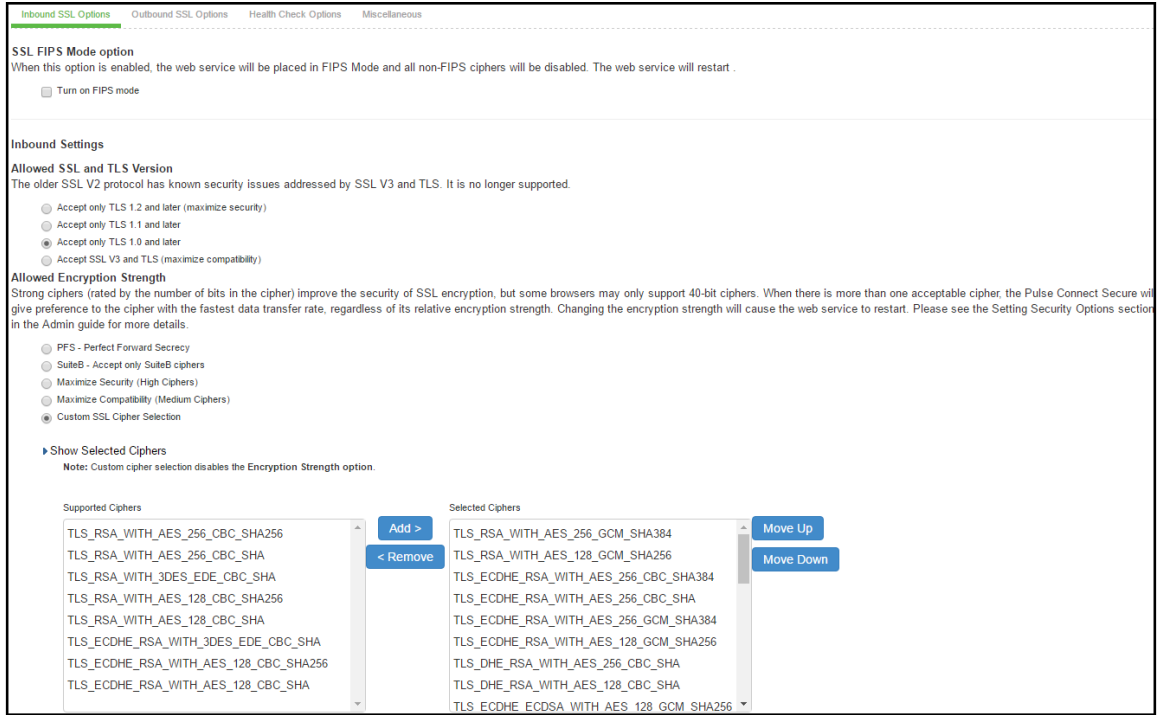 Inbound SSL Options Outbound SSL Options Health Check Options Miscellaneous
SSL FIPS Mode option
When this option is enabled, the web service will be placed in FIPS Mode and all non-FIPS ciphers will be disabled. The web service will restart .
Turn on FIPS mode
Inbound Settings
Allowed SSL and TLS Version
The older SSL V2 protocol has known security issues addressed by SSL V3 and TLS. It is no longer supported.
Accept only TLS 1.2 and later (maximize security)
Accept only TLS 1.1 and later
Accept only TLS 1.0 and later
Accept SSL V3 and TLS (maximize compatibility)
Allowed Encryption Strength
Strong ciphers (rated by the number of bits in the cipher) improve the security of SSL encryption, but some browsers may only support 40-bit ciphers. When there is more than one acceptable cipher, the Pulse Connect Secure wil
give preference to the cipher with the fastest data transfer rate, regardless of its relative encryption strength. Changing the encryption strength will cause the web service to restart. Please see the Setting Security Options section
in the Admin guide for more details.
PFS - Perfect Forward Secrecy
SuiteB - Accept only SuiteB ciphers
Maximize Security (High Ciphers)
Maximize Compatibility (Medium Ciphers)
Custom SSL Cipher Selection
Show Selected Ciphers
Note: Custom cipher selection disables the Encryption Strength option.
Supported Ciphers
TLS_RSA_WITH_AES_256_CBC_SHA256
TLS_RSA_WITH_AES_256_CBC_SHA
TLS_RSA_WITH_3DES_EDE_CBC_SHA
TLS_RSA_WITH_AES_128_CBC_SHA256
TLS_RSA_WITH_AES_128_CBC_SHA
TLS_ECDHE_RSA_WITH_3DES_EDE_CBC_SHA
TLS_ECDHE_RSA_WITH_AES_128_CBC_SHA256
TLS_ECDHE_RSA_WITH_AES_128_CBC_SHA
Add >
< Remove
Selected Ciphers
TLS_RSA_WITH_AES_256_GCM_SHA384
TLS_RSA_WITH_AES_128_GCM_SHA256
TLS_ECDHE_RSA_WITH_AES_256_CBC_SHA384
TLS_ECDHE_RSA_WITH_AES_256_CBC_SHA
TLS_ECDHE_RSA_WITH_AES_256_GCM_SHA384
TLS_ECDHE_RSA_WITH_AES_128_GCM_SHA256
TLS_DHE_RSA_WITH_AES_256_CBC_SHA
TLS_DHE_RSA_WITH_AES_128_CBC_SHA
TLS_ECDHE_ECDSA_WITH_AES_128_GCM_SHA256
Move Up
Move Down